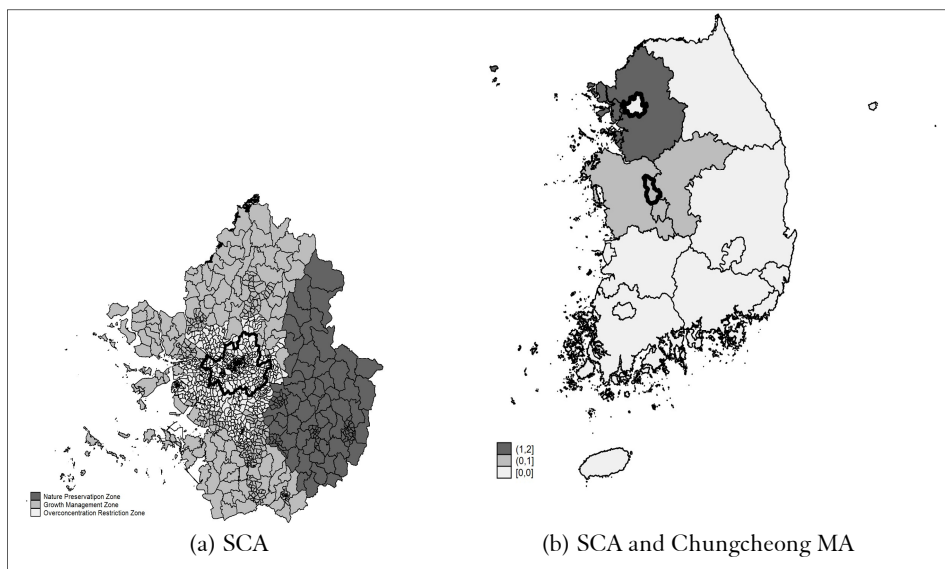 Nature Preservatipon Zone
Growth Management Zone
Overconcentration Restriction Zone
(a) SCA
(1,2]
(0,1]
[0,0]
(b) SCA and Chungcheong MA